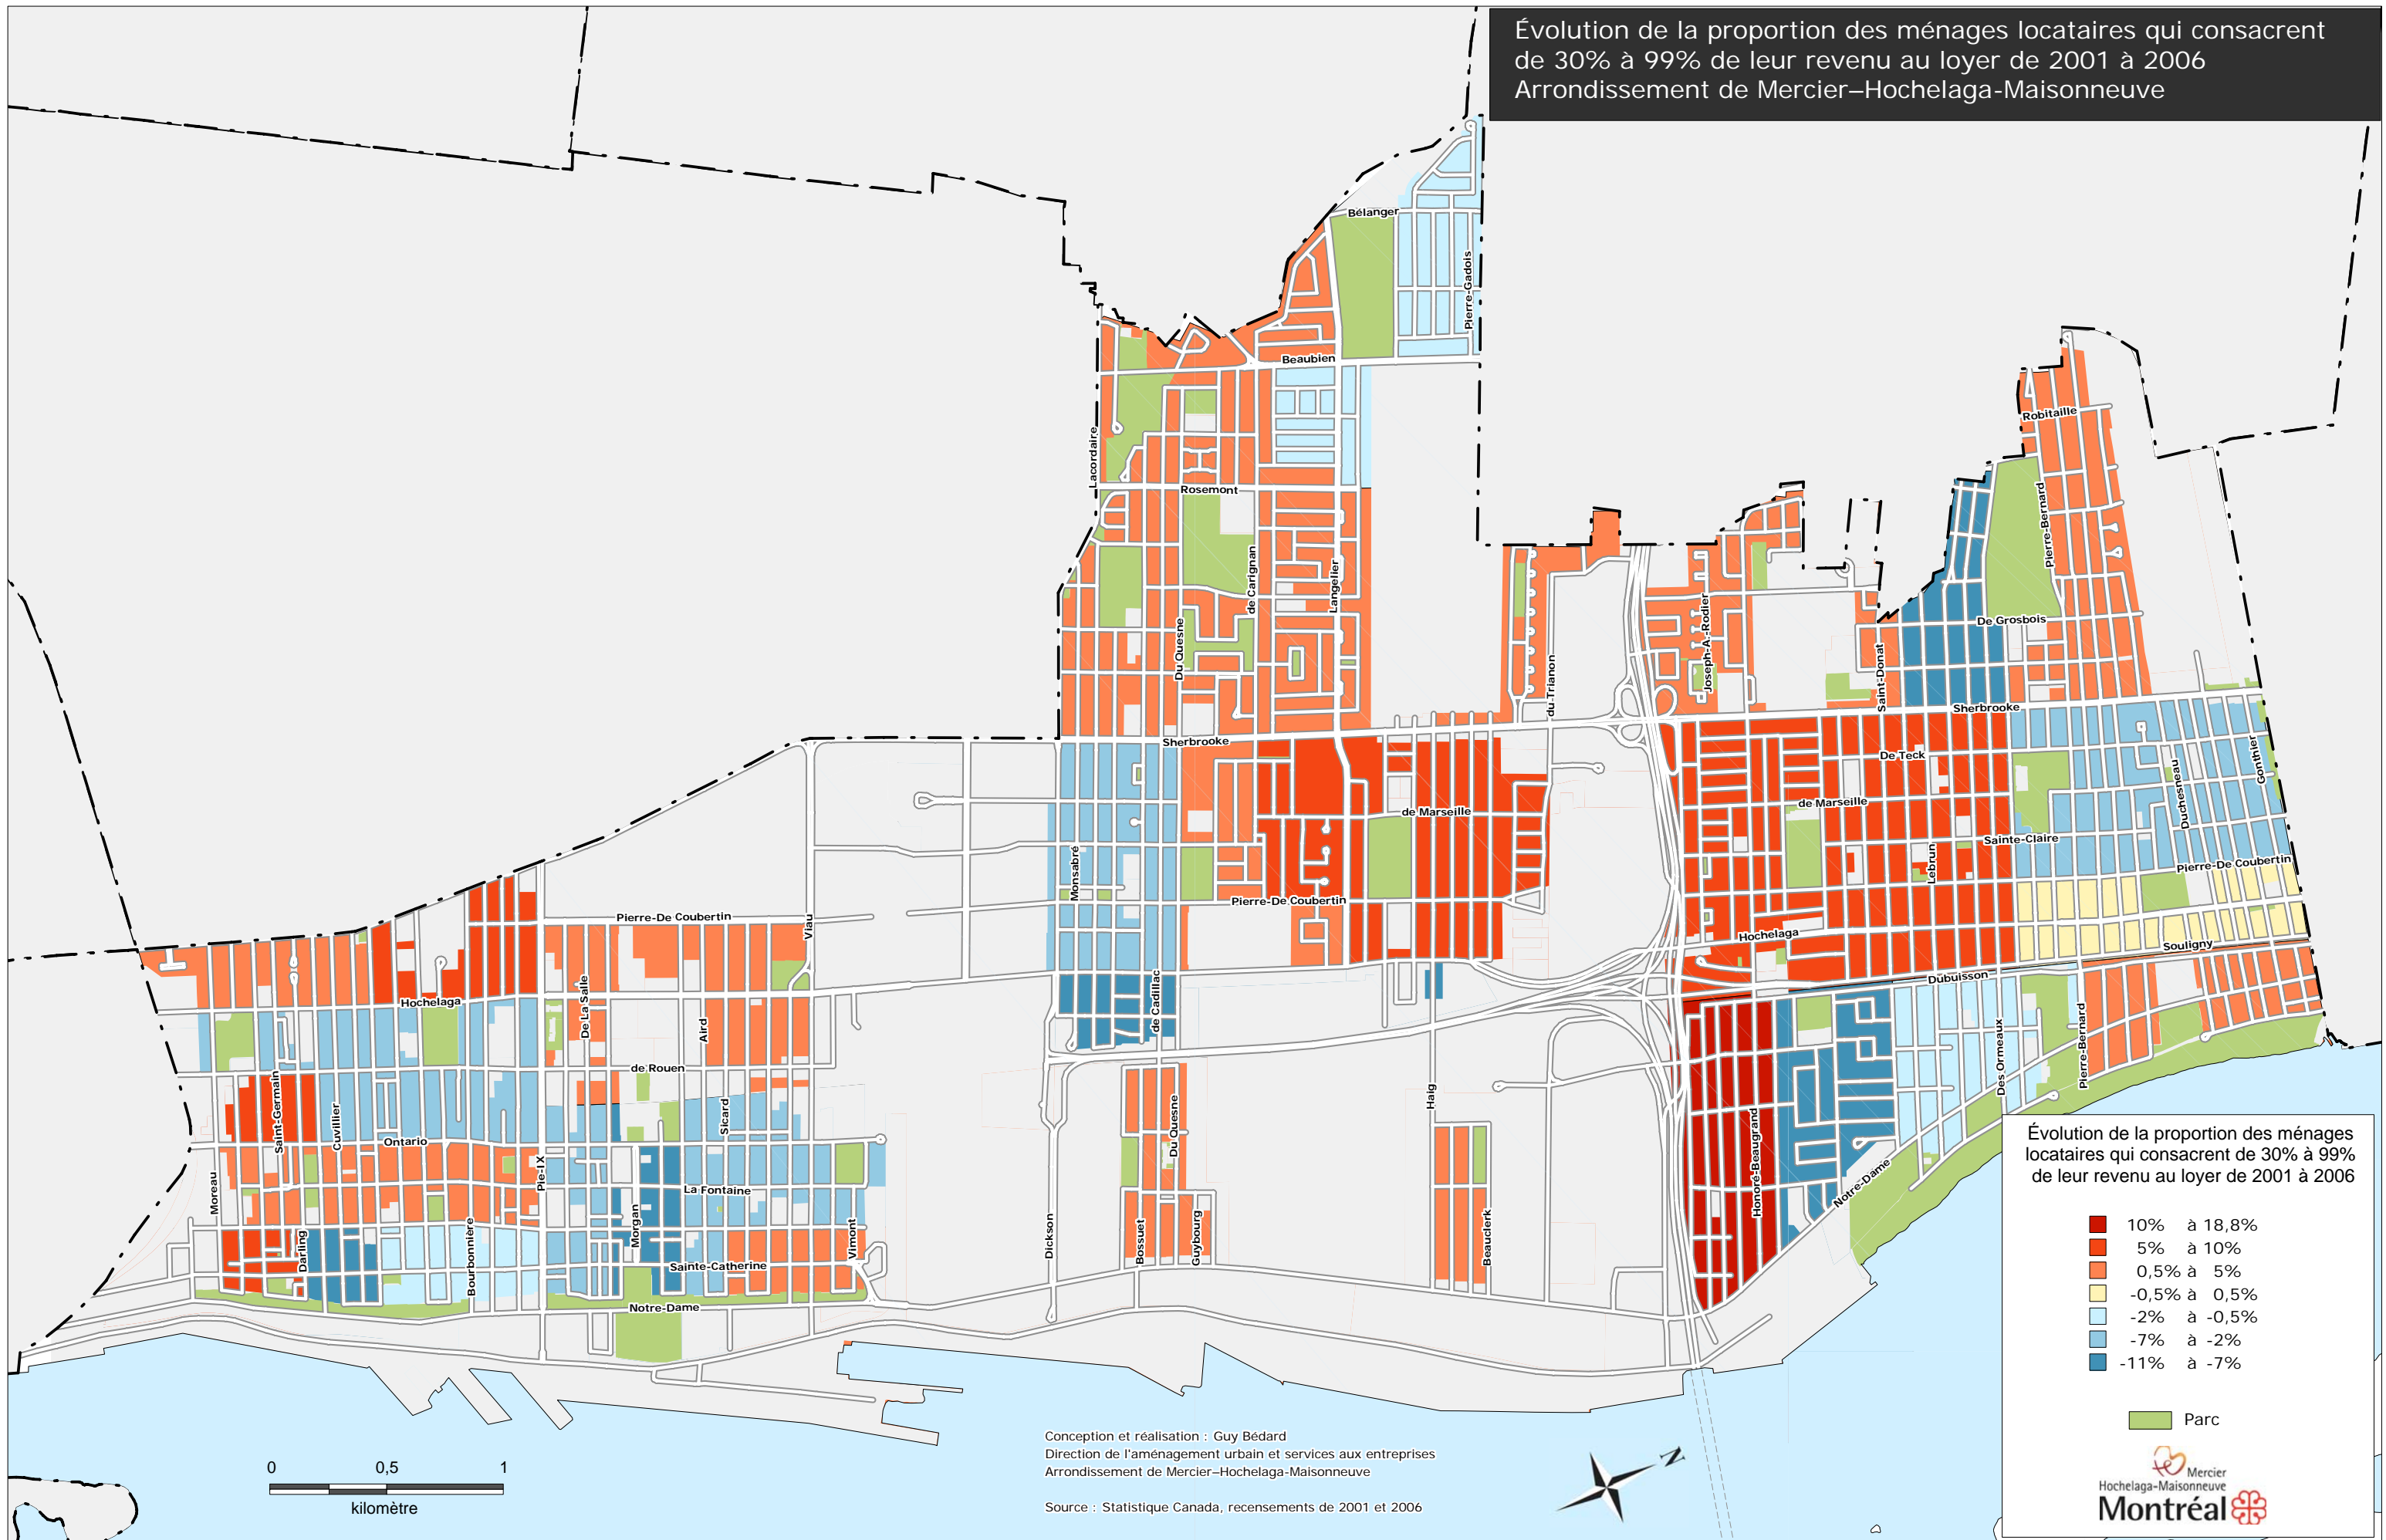 Évolution de la proportion des ménages locataires qui consacrent
de 30% à 99% de leur revenu au loyer de 2001 à 2006
Arrondissement de Mercier–Hochelaga-Maisonneuve
Bélanger
Pierre-Gadois
Beaubien
Lacordaire
Rosemont
de Carignan
Langelier
Du Quesne
Sherbrooke
du Trianon
Joseph-A.-Rodier
Saint-Donat
Robitaille
Pierre-Bernard
De Grosbois
Sherbrooke
De Teck
de Marseille
de Marseille
Sainte-Claire
Lebrun
Duchesneau
Gonthier
Pierre-De Coubertin
Monsabré
Pierre-De Coubertin
Pierre-De Coubertin
Viau
Hochelaga
Souligny
Dubuisson
de Cadillac
Hochelaga
De La Salle
Aird
de Rouen
Saint-Germain
Cuvillier
Ontario
Sicard
Moreau
Pie-IX
La Fontaine
Morgan
Darling
Bourbonnière
Vimont
Sainte-Catherine
Notre-Dame
Dickson
Du Quesne
Bossuet
Guybourg
Haig
Beauclerk
Honoré-Beaugrand
Notre-Dame
Des Ormeaux
Pierre-Bernard
Évolution de la proportion des ménages
locataires qui consacrent de 30% à 99%
de leur revenu au loyer de 2001 à 2006
10% à 18,8%
5% à 10%
0,5% à 5%
-0,5% à 0,5%
-2% à -0,5%
-7% à -2%
-11% à -7%
Parc
Mercier
Hochelaga-Maisonneuve
Montréal
0 0,5 1
kilomètre
Conception et réalisation : Guy Bédard
Direction de l'aménagement urbain et services aux entreprises
Arrondissement de Mercier–Hochelaga-Maisonneuve
Source : Statistique Canada, recensements de 2001 et 2006
N